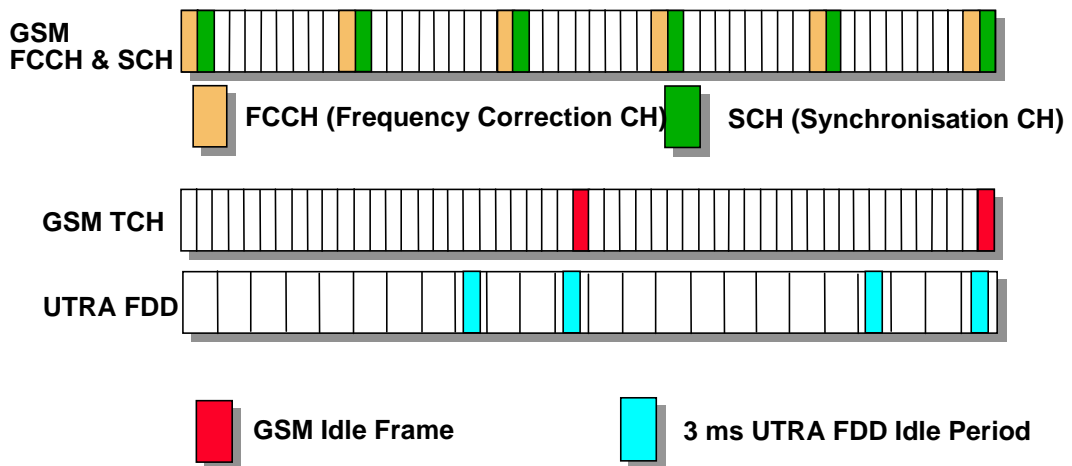 GSM
FCCH & SCH
FCCH (Frequency Correction CH)
SCH (Synchronisation CH)
GSM TCH
UTRA FDD
GSM Idle Frame
3 ms UTRA FDD Idle Period